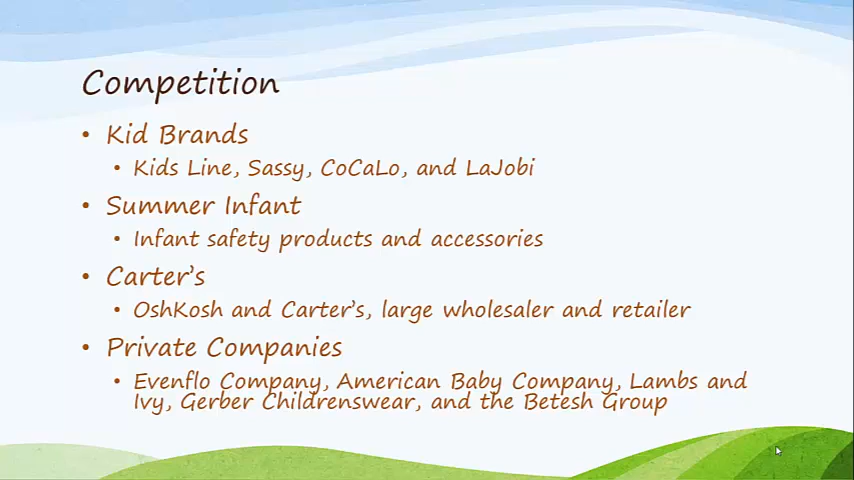 Competition
• Kid Brands
• Kids Line, Sassy, CoCaLo, and LaJobi
• Summer Infant
• Infant safety products and accessories
• Carter's
• OshKosh and Carter's, large wholesaler and retailer
• Private Companies
• Evenflo Company, American Baby Company, Lambs and
Ivy, Gerber Childrenswear, and the Betesh Group